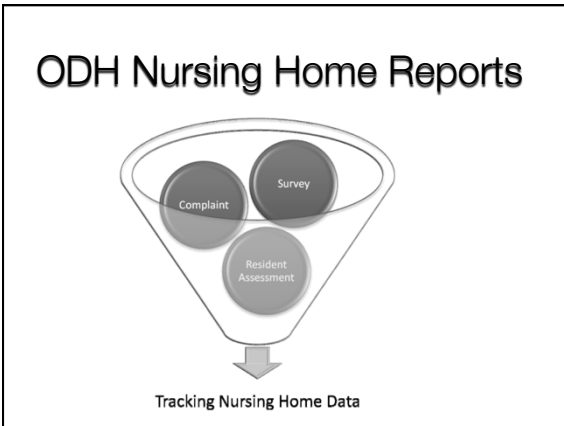 ODH Nursing Home Reports
Survey
Complaint
Resident
Assessment
Tracking Nursing Home Data